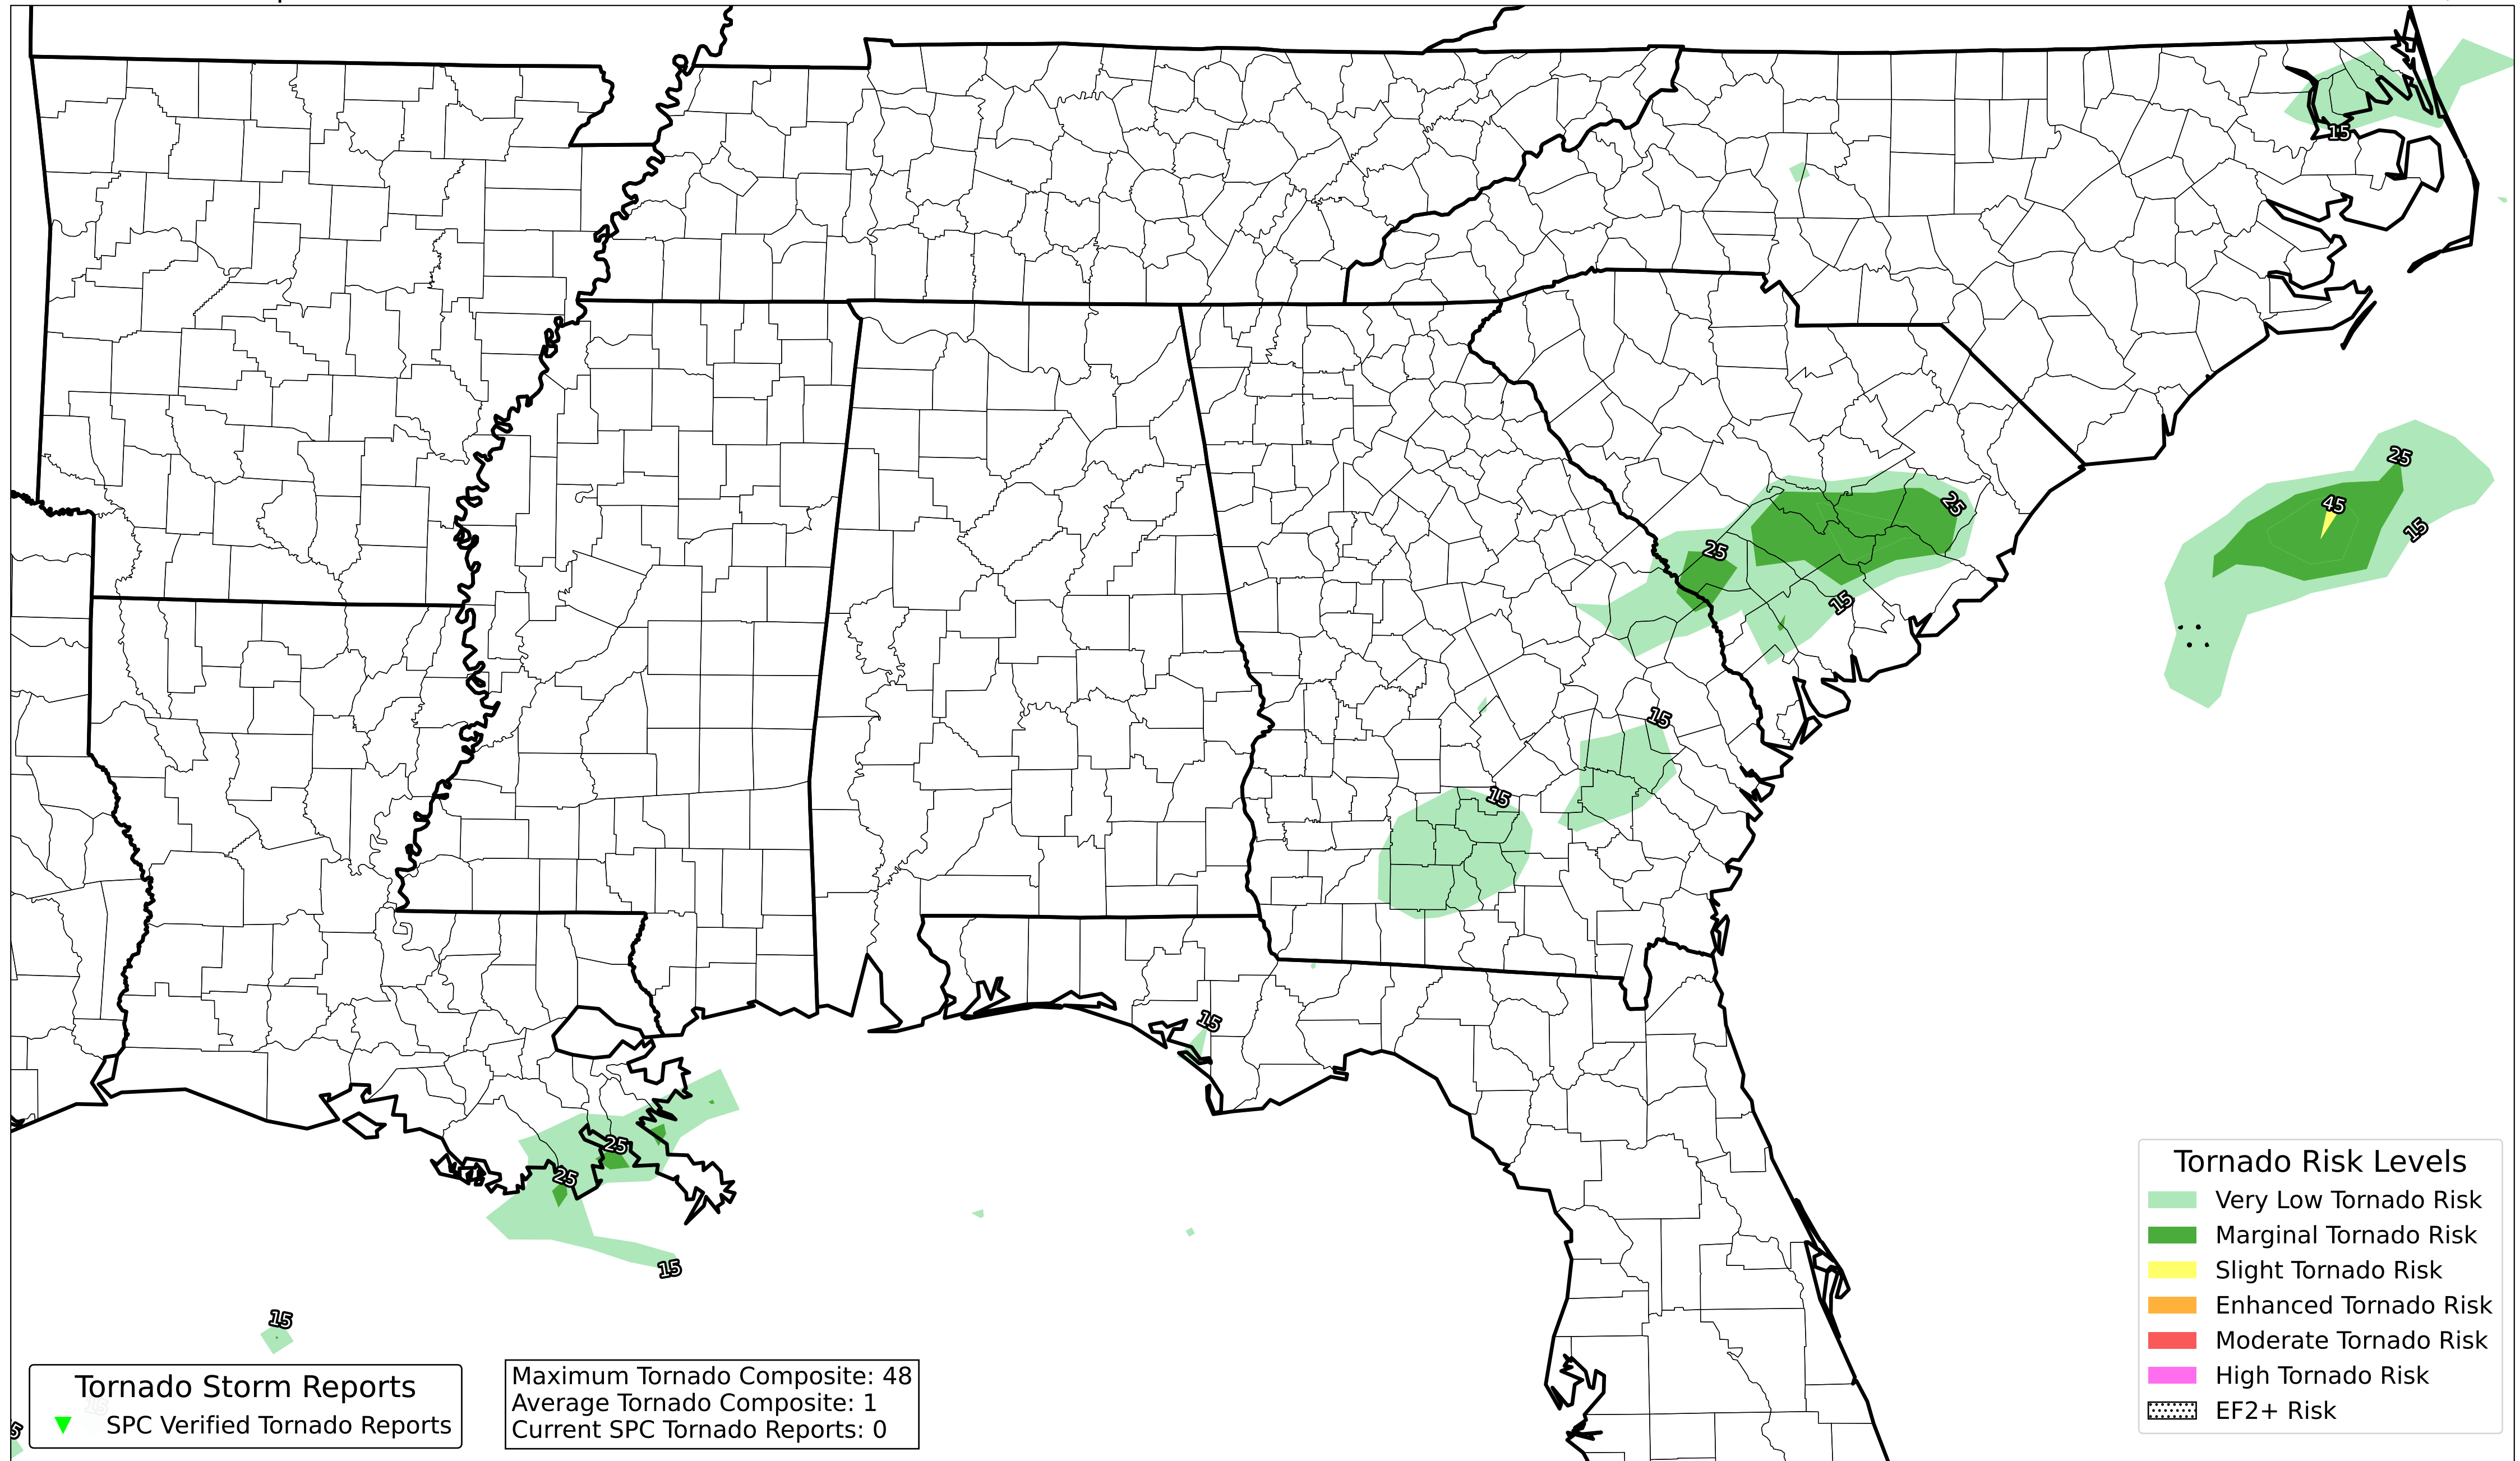 15
25
45
15
25
25
15
15
15
15
25
25
15
15
Tornado Risk Levels
Very Low Tornado Risk
Marginal Tornado Risk
Slight Tornado Risk
Enhanced Tornado Risk
Moderate Tornado Risk
High Tornado Risk
EF2+ Risk
Tornado Storm Reports
SPC Verified Tornado Reports
Maximum Tornado Composite: 48
Average Tornado Composite: 1
Current SPC Tornado Reports: 0